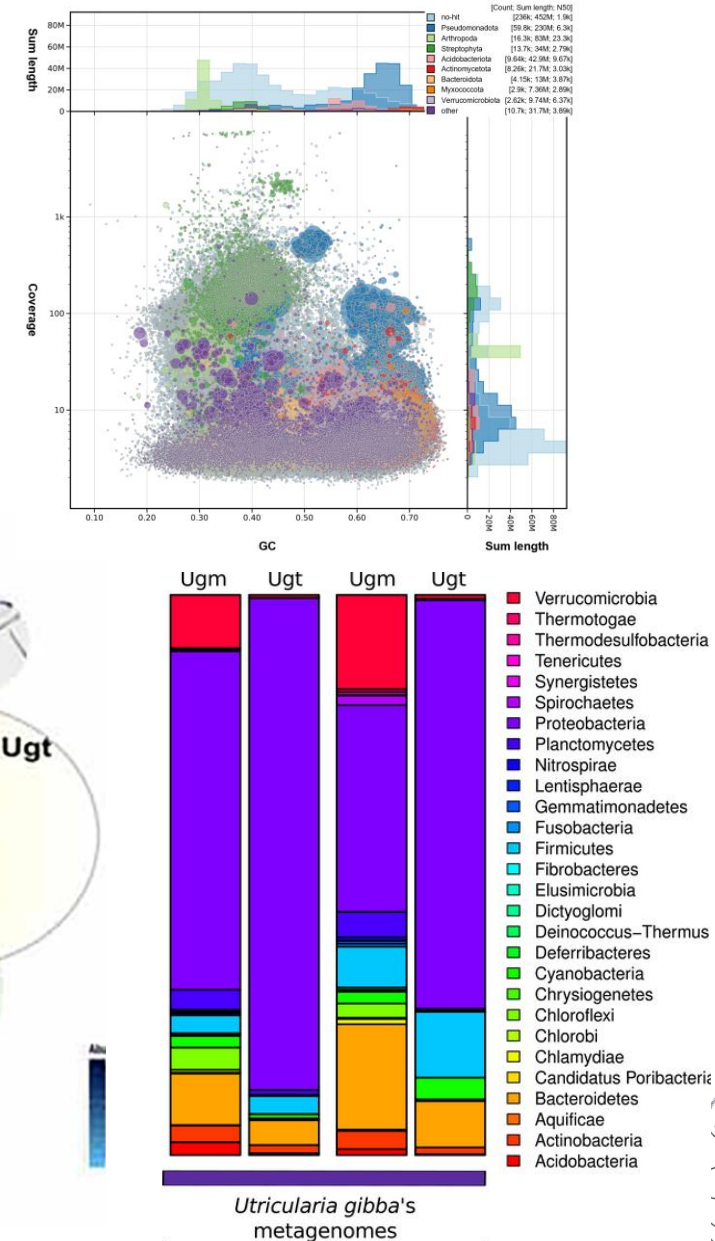 [Count; Sum length; N50]
no-hit [236k; 452M; 1.9k]
Pseudomonadota [59.8k; 230M; 6.3k]
Arthropoda [16.3k; 83M; 23.3k]
Streptophyta [13.7k; 34M; 2.79k]
Acidobacteriota [9.64k; 42.9M; 9.67k]
Actinomycetota [8.26k; 21.7M; 3.03k]
Bacteroidota [4.15k; 13M; 3.87k]
Myxococcota [2.9k; 7.36M; 2.89k]
Verrucomicrobiota [2.62k; 9.74M; 6.37k]
other [10.7k; 31.7M; 3.89k]
Sum length
80M
60M
40M
20M
0
Coverage
1k
100
10
0.10 0.20 0.30 0.40 0.50 0.60 0.70
GC
0 20M 40M 60M 80M
Sum length
Ugt
Ugm Ugt Ugm Ugt
Verrucomicrobia
Thermotogae
Thermodesulfobacteria
Tenericutes
Synergistetes
Spirochaetes
Proteobacteria
Planctomycetes
Nitrospirae
Lentisphaerae
Gemmatimonadetes
Fusobacteria
Firmicutes
Fibrobacteres
Elusimicrobia
Dictyoglomi
Deinococcus−Thermus
Deferribacteres
Cyanobacteria
Chrysiogenetes
Chloroflexi
Chlorobi
Chlamydiae
Candidatus Poribacteria
Bacteroidetes
Aquificae
Actinobacteria
Acidobacteria
Utricularia gibba's
metagenomes